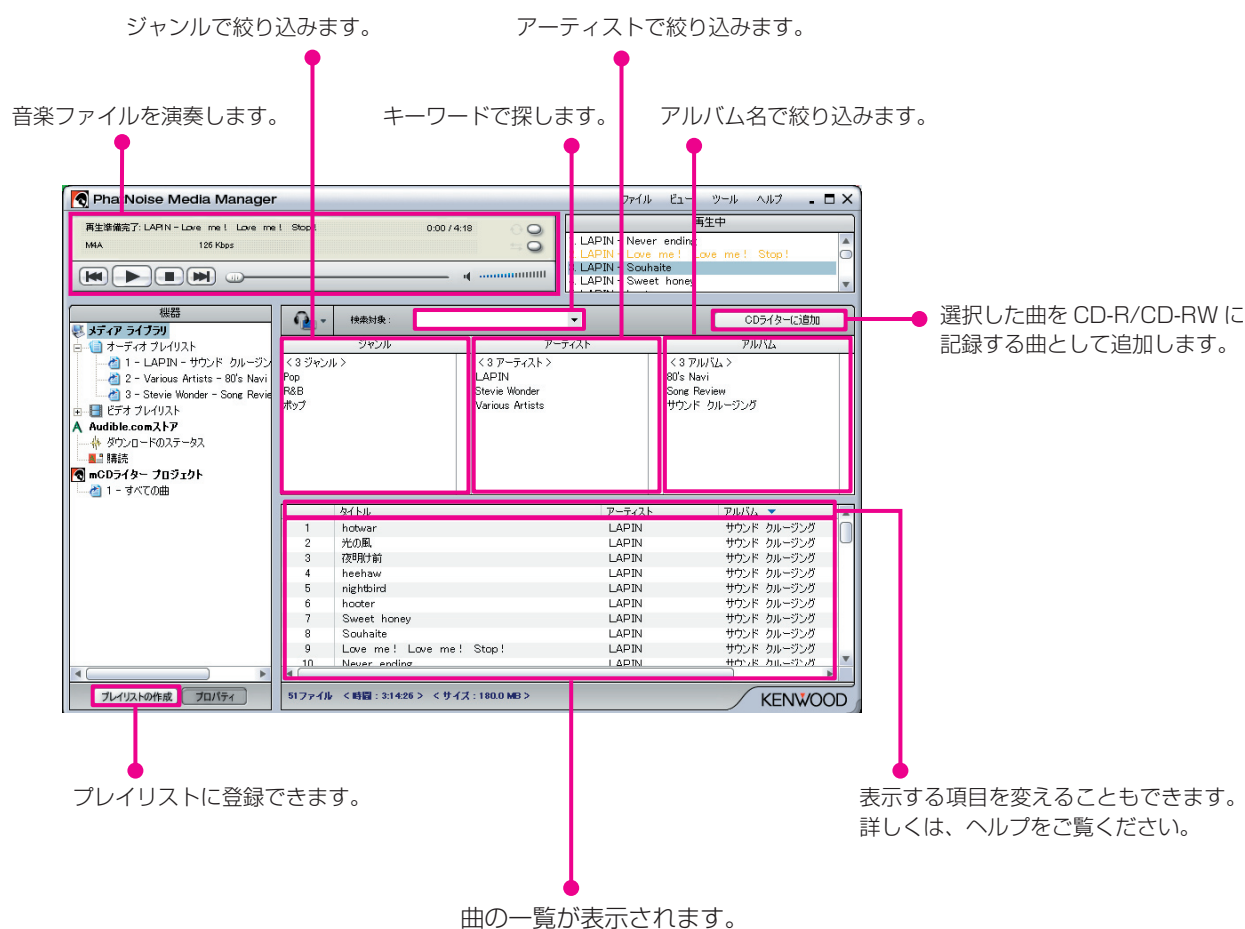 ジャンルで絞り込みます。
アーティストで絞り込みます。
音楽ファイルを演奏します。
キーワードで探します。
アルバム名で絞り込みます。
PhatNoise Media Manager
ファイル ビュー ツール ヘルプ
再生準備完了: LAPIN - Love me! Love me! Stop!
0:00 / 4:18
M4A
126 Kbps
再生中
LAPIN - Never ending
LAPIN - Love me! Love me! Stop!
LAPIN - Souhaite
LAPIN - Sweet honey
機器
メディア ライブラリ
オーディオ プレイリスト
1 - LAPIN - サウンド クルージン
2 - Various Artists - 80's Navi
3 - Stevie Wonder - Song Revie
ビデオ プレイリスト
Audible.comストア
ダウンロードのステータス
購読
mCDライター プロジェクト
1 - すべての曲
検索対象:
CDライターに追加
選択した曲を CD-R/CD-RW に
記録する曲として追加します。
ジャンル
<3 ジャンル>
Pop
R&B
ポップ
アーティスト
<3 アーティスト>
LAPIN
Stevie Wonder
Various Artists
アルバム
<3 アルバム>
80's Navi
Song Review
サウンド クルージング
タイトル アーティスト アルバム
1 hotwar LAPIN サウンド クルージング
2 光の風 LAPIN サウンド クルージング
3 夜明け前 LAPIN サウンド クルージング
4 heehaw LAPIN サウンド クルージング
5 nightbird LAPIN サウンド クルージング
6 hooter LAPIN サウンド クルージング
7 Sweet honey LAPIN サウンド クルージング
8 Souhaite LAPIN サウンド クルージング
9 Love me! Love me! Stop! LAPIN サウンド クルージング
10 Never ending LAPIN サウンド クルージング
プレイリストの作成
プロパティ
51ファイル <時間 : 3:14:26> <サイズ : 180.0 MB>
KENWOOD
プレイリストに登録できます。
表示する項目を変えることもできます。
詳しくは、ヘルプをご覧ください。
曲の一覧が表示されます。